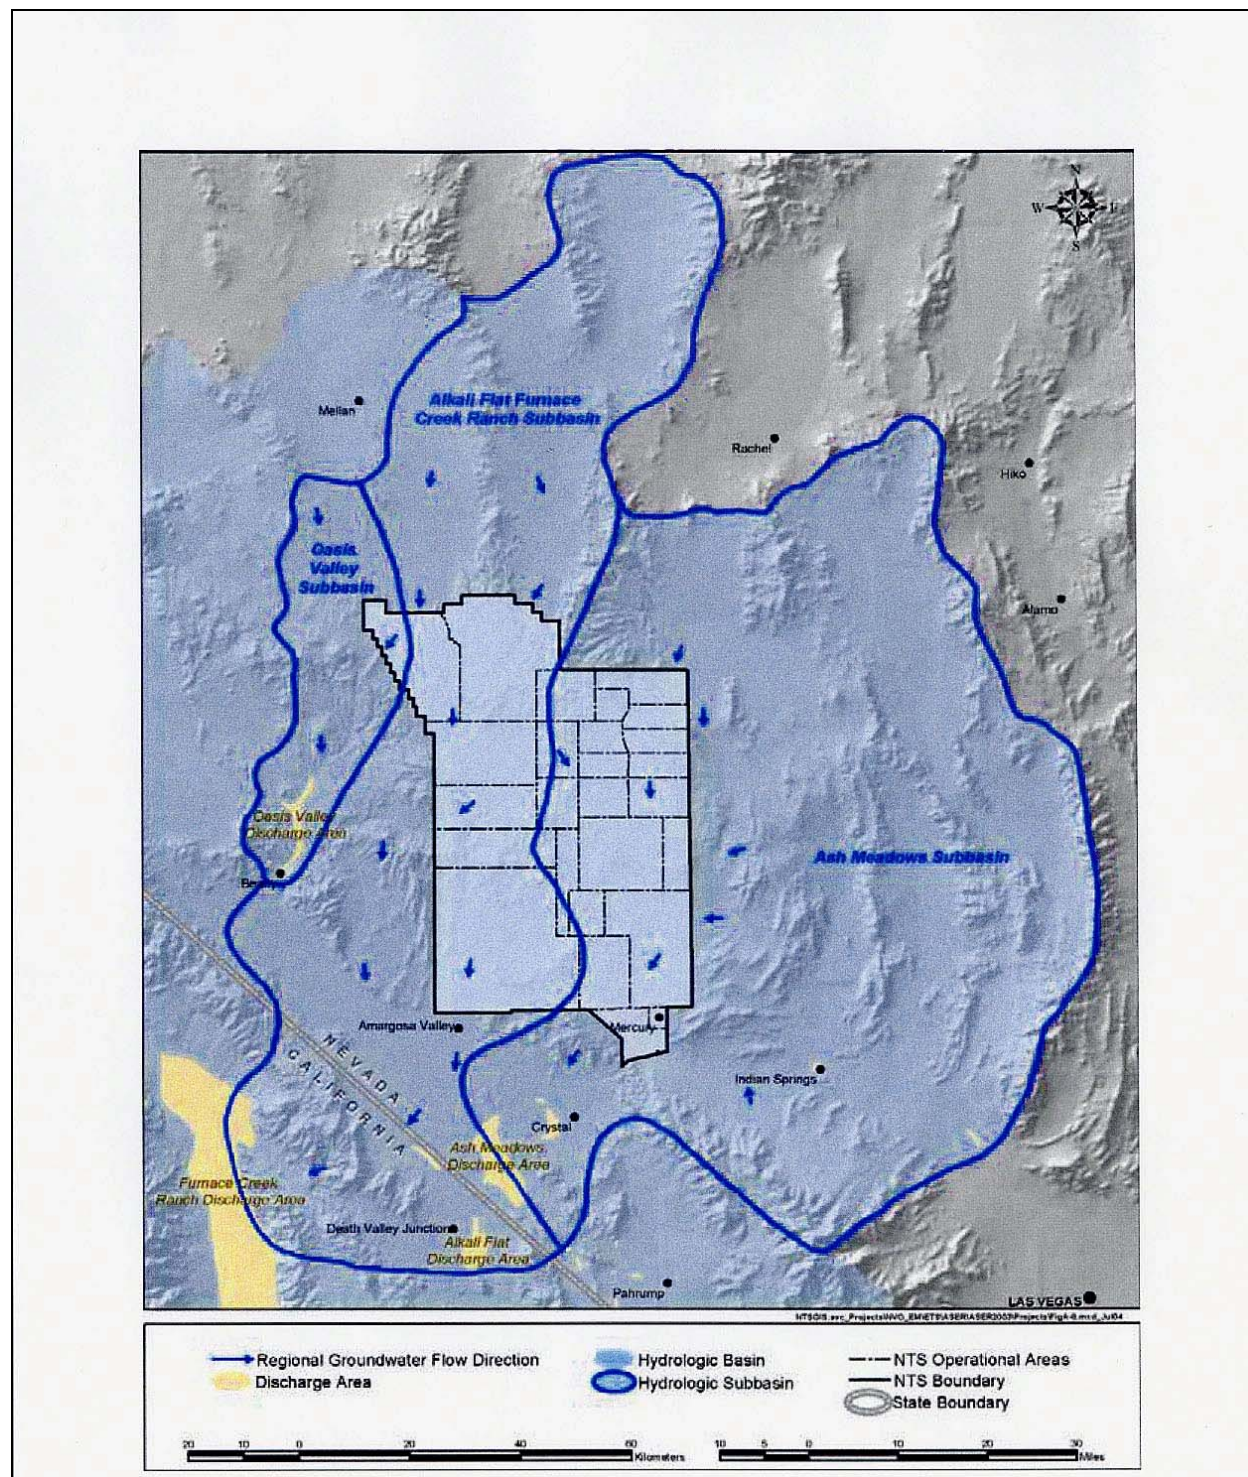 N
W
E
S
Mellan
Alkali Flat Furnace
Creek Ranch Subbasin
Rachel
Hiko
Oasis
Valley
Subbasin
Alamo
Oasis Valley
Discharge Area
Beatty
Ash Meadows Subbasin
Amargosa Valley
Mercury
NEVADA
CALIFORNIA
Indian Springs
Crystal
Ash Meadows
Discharge Area
Furnace Creek
Ranch Discharge Area
Death Valley Junction
Alkali Flat
Discharge Area
Pahrump
LAS VEGAS
Regional Groundwater Flow Direction
Discharge Area
Hydrologic Basin
Hydrologic Subbasin
NTS Operational Areas
NTS Boundary
State Boundary
20 10 0 20 40 60
Kilometers
10 5 0 10 20 30
Miles